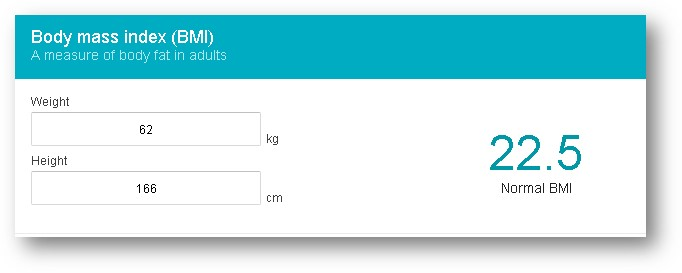 Body mass index (BMI)
A measure of body fat in adults
Weight
62 kg
Height
166 cm
22.5
Normal BMI